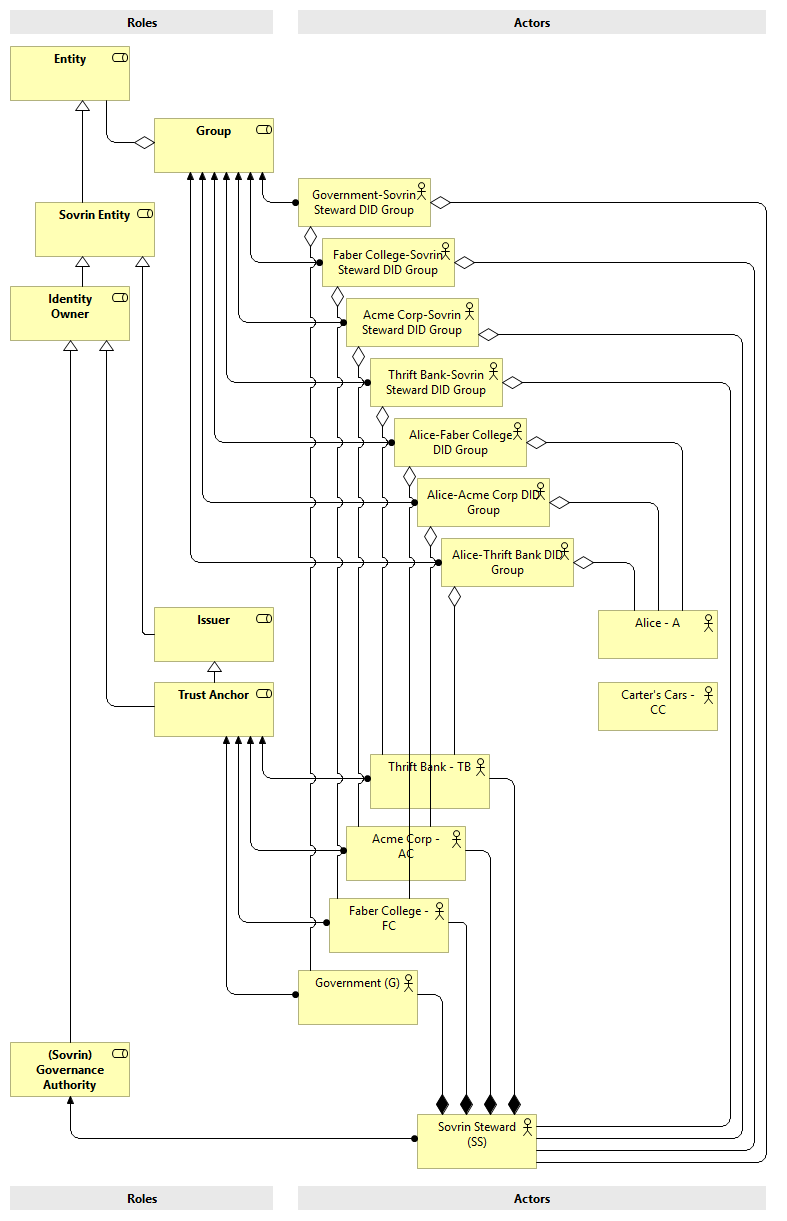 Roles
Actors
Entity
Group
Government-Sovrin
Steward DID Group
Sovrin Entity
Faber College-Sovrin
Steward DID Group
Identity
Owner
Acme Corp-Sovrin
Steward DID Group
Thrift Bank-Sovrin
Steward DID Group
Alice-Faber College
DID Group
Alice-Acme Corp DID
Group
Alice-Thrift Bank DID
Group
Issuer
Alice - A
Trust Anchor
Carter's Cars -
CC
Thrift Bank - TB
Acme Corp -
AC
Faber College -
FC
Government (G)
(Sovrin)
Governance
Authority
Sovrin Steward
(SS)
Roles
Actors